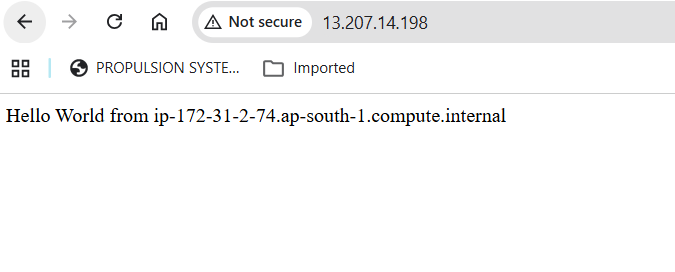 Not secure 13.207.14.198
PROPULSION SYSTE... Imported
Hello World from ip-172-31-2-74.ap-south-1.compute.internal